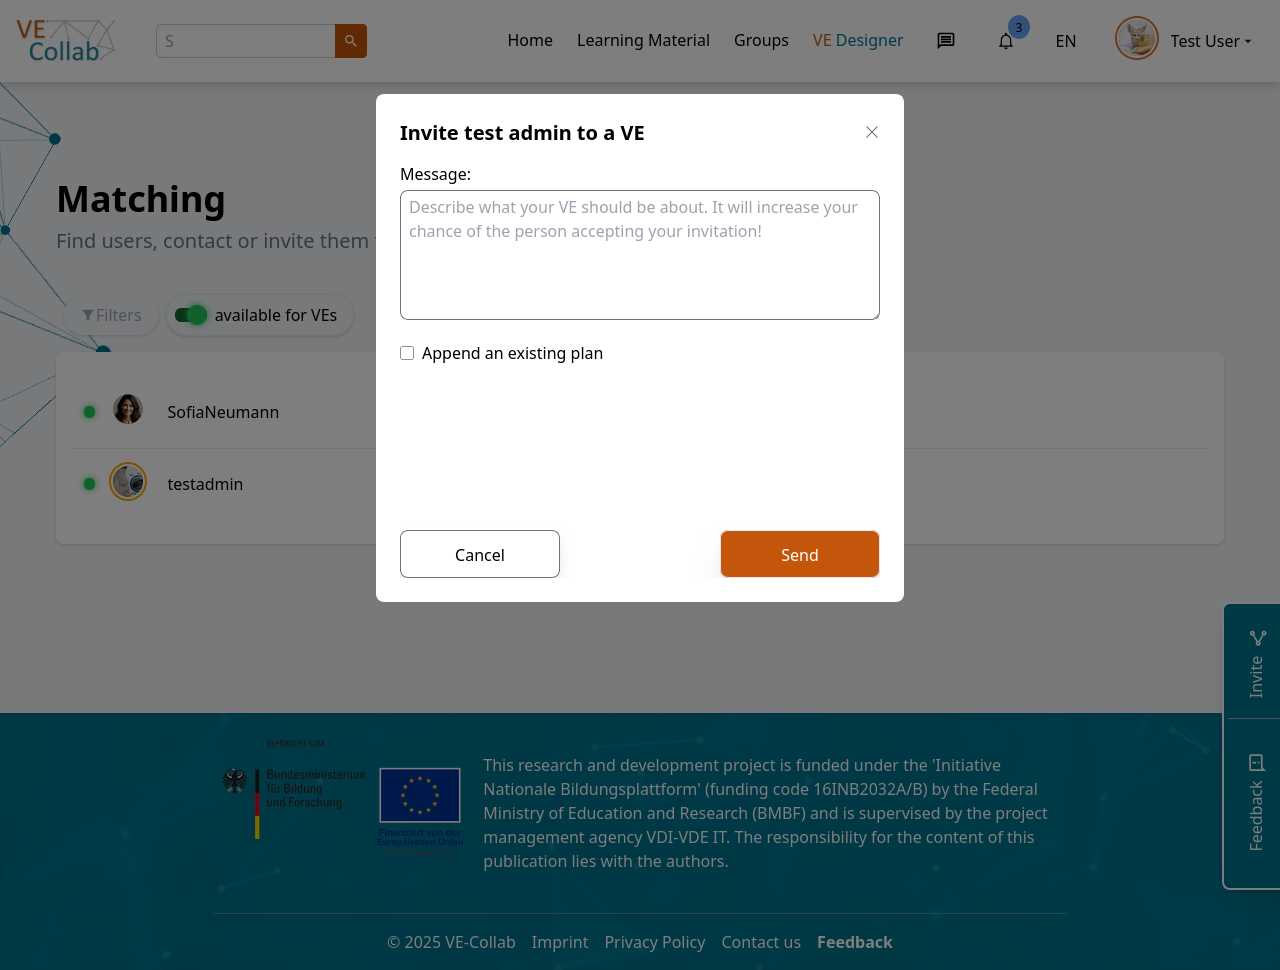 VE
Collab
S
Home
Learning Material
Groups
VE Designer
3
EN
Test User
Invite test admin to a VE
Message:
Describe what your VE should be about. It will increase your
chance of the person accepting your invitation!
Append an existing plan
Cancel
Send
Matching
Find users, contact or invite them
Filters
available for VEs
SofiaNeumann
testadmin
Invite
Feedback
GEFÖRDERT VOM
Bundesministerium
für Bildung
und Forschung
Finanziert von der
Europäischen Union
This research and development project is funded under the 'Initiative
Nationale Bildungsplattform' (funding code 16INB2032A/B) by the Federal
Ministry of Education and Research (BMBF) and is supervised by the project
management agency VDI-VDE IT. The responsibility for the content of this
publication lies with the authors.
© 2025 VE-Collab
Imprint
Privacy Policy
Contact us
Feedback